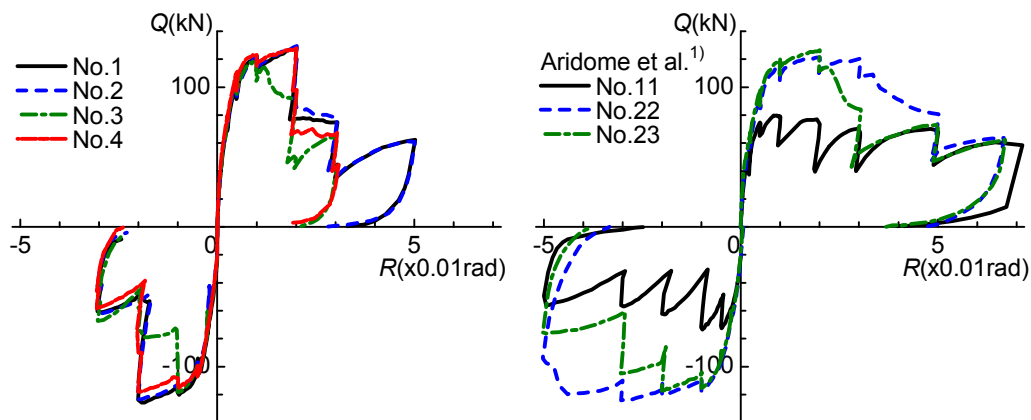 Q(kN)
No.1
No.2
No.3
No.4
100
-5
0
5
R(x0.01rad)
-100
Q(kN)
Aridome et al.1)
No.11
No.22
No.23
100
-5
0
5
R(x0.01rad)
-100